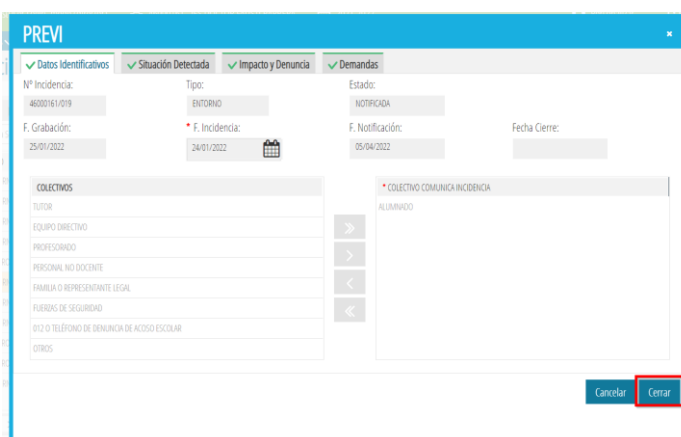 PREVI
Datos Identificativos Situación Detectada Impacto y Denuncia Demandas
Nº Incidencia: Tipo: Estado:
46000161/019 ENTORNO NOTIFICADA
F. Grabación: * F. Incidencia: F. Notificación: Fecha Cierre:
25/01/2022 24/01/2022 05/04/2022
COLECTIVOS * COLECTIVO COMUNICA INCIDENCIA
TUTOR ALUMNADO
EQUIPO DIRECTIVO
PROFESORADO
PERSONAL NO DOCENTE
FAMILIA O REPRESENTANTE LEGAL
FUERZAS DE SEGURIDAD
012 O TELÉFONO DE DENUNCIA DE ACOSO ESCOLAR
OTROS
Cancelar Cerrar